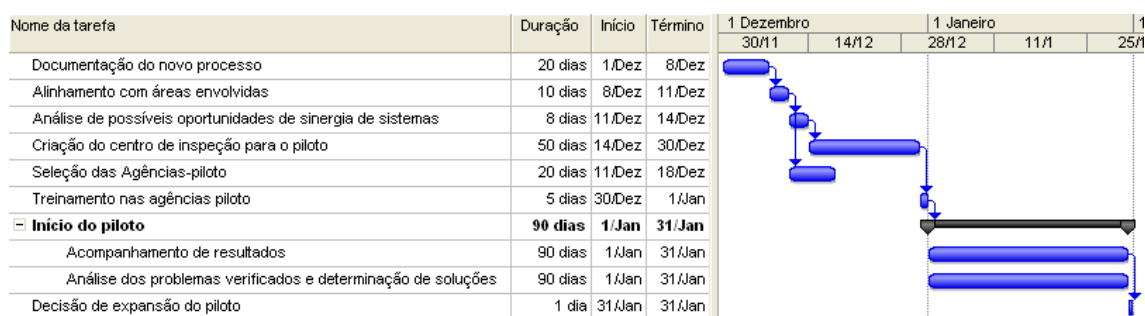 Nome da tarefa Duração Início Término 1 Dezembro 1 Janeiro 1
30/11 14/12 28/12 11/1 25/1
Documentação do novo processo 20 dias 1/Dez 8/Dez
Alinhamento com áreas envolvidas 10 dias 8/Dez 11/Dez
Análise de possíveis oportunidades de sinergia de sistemas 8 dias 11/Dez 14/Dez
Criação do centro de inspeção para o piloto 50 dias 14/Dez 30/Dez
Seleção das Agências-piloto 20 dias 11/Dez 18/Dez
Treinamento nas agências piloto 5 dias 30/Dez 1/Jan
Início do piloto 90 dias 1/Jan 31/Jan
Acompanhamento de resultados 90 dias 1/Jan 31/Jan
Análise dos problemas verificados e determinação de soluções 90 dias 1/Jan 31/Jan
Decisão de expansão do piloto 1 dia 31/Jan 31/Jan